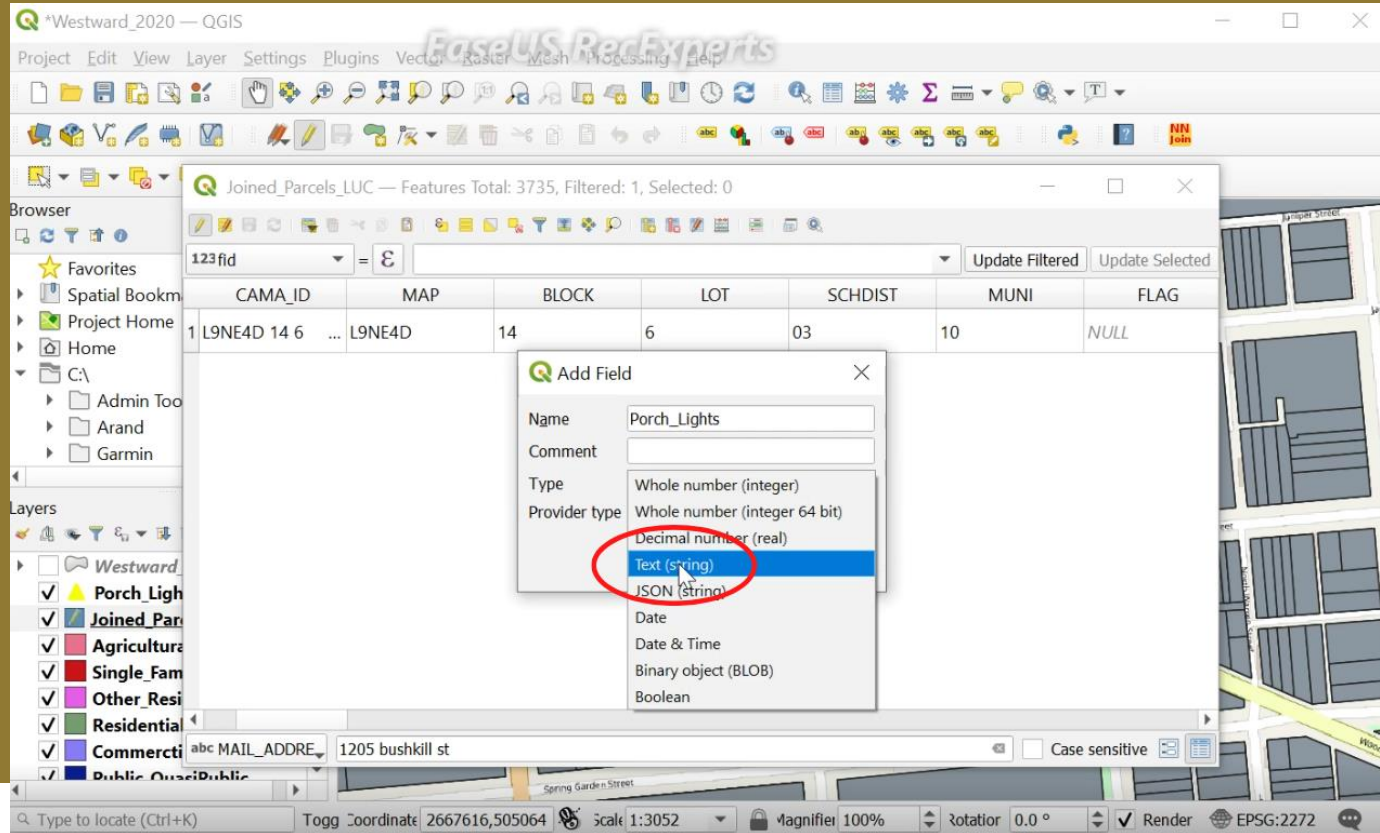 *Westward_2020 — QGIS
EaseUS RecExperts
Project Edit View Layer Settings Plugins Vector Raster Mesh Processing Help
NN Join
Joined_Parcels_LUC — Features Total: 3735, Filtered: 1, Selected: 0
Browser
123 fid = ε Update Filtered Update Selected
Favorites
Spatial Bookm
Project Home
Home
C:\
Admin Too
Arand
Garmin
CAMA_ID MAP BLOCK LOT SCHDIST MUNI FLAG
1 L9NE4D 14 6 ... L9NE4D 14 6 03 10 NULL
Add Field
Name Porch_Lights
Comment
Type
Provider type
Whole number (integer)
Whole number (integer 64 bit)
Decimal number (real)
Text (string)
JSON (string)
Date
Date & Time
Binary object (BLOB)
Boolean
Layers
Westward_
Porch_Ligh
Joined_Par
Agricultura
Single_Fam
Other_Resi
Residential
Commercti
Public_QuasiPublic
abc MAIL_ADDRE 1205 bushkill st Case sensitive
Juniper Street
Spring Garden Street
Type to locate (Ctrl+K) Togg Coordinate 2667616,505064 Scale 1:3052 Magnifier 100% Rotation 0.0 ° Render EPSG:2272